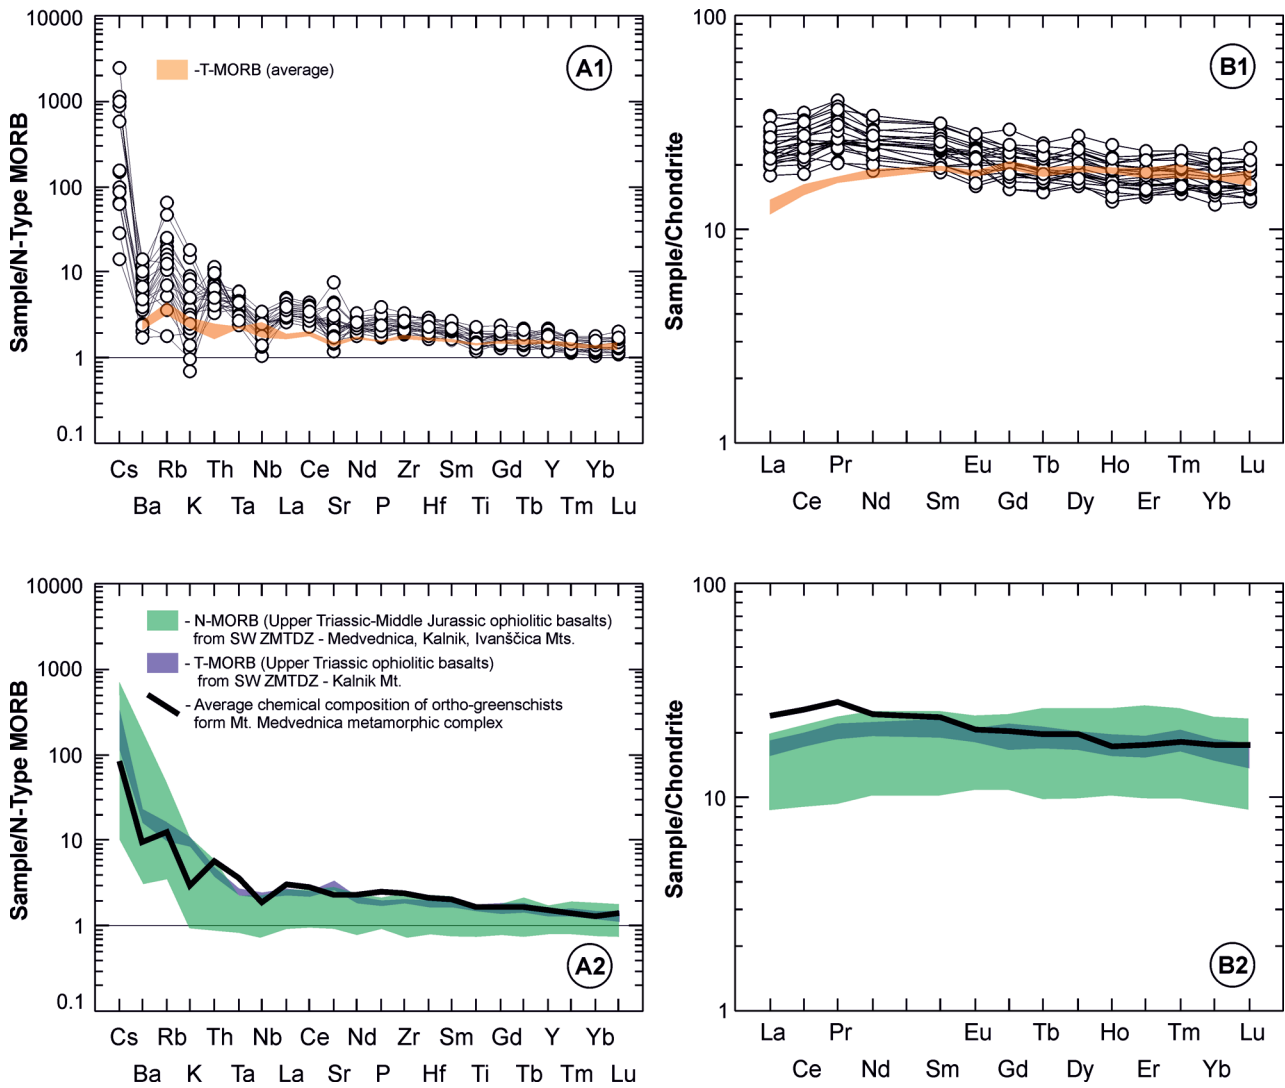 10000
1000
100
10
1
0.1
Sample/N-Type MORB
-T-MORB (average)
A1
Cs Rb Th Nb Ce Nd Zr Sm Gd Y Yb
Ba K Ta La Sr P Hf Ti Tb Tm Lu
100
10
1
Sample/Chondrite
B1
La Pr Eu Tb Ho Tm Lu
Ce Nd Sm Gd Dy Er Yb
10000
1000
100
10
1
0.1
Sample/N-Type MORB
- N-MORB (Upper Triassic-Middle Jurassic ophiolitic basalts)
from SW ZMTDZ - Medvednica, Kalnik, Ivanščica Mts.
- T-MORB (Upper Triassic ophiolitic basalts)
from SW ZMTDZ - Kalnik Mt.
- Average chemical composition of ortho-greenschists
form Mt. Medvednica metamorphic complex
A2
Cs Rb Th Nb Ce Nd Zr Sm Gd Y Yb
Ba K Ta La Sr P Hf Ti Tb Tm Lu
100
10
1
Sample/Chondrite
B2
La Pr Eu Tb Ho Tm Lu
Ce Nd Sm Gd Dy Er Yb